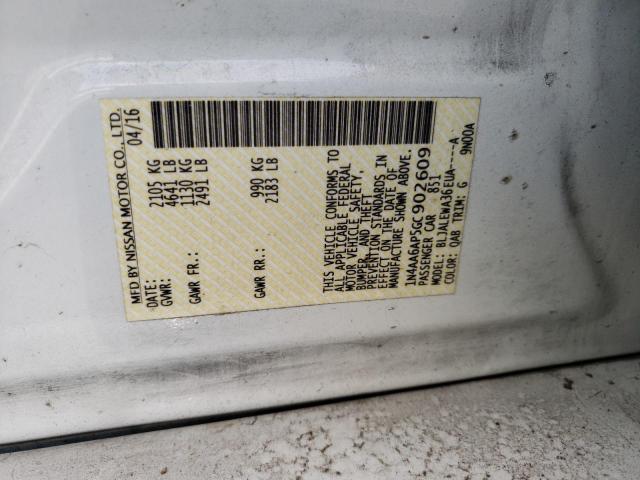 MFD BY NISSAN MOTOR CO., LTD.
DATE: 04/16
GVWR: 2105 KG
4641 LB
GAWR FR.: 1130 KG
2491 LB
GAWR RR.: 990 KG
2183 LB
THIS VEHICLE CONFORMS TO
ALL APPLICABLE FEDERAL
MOTOR VEHICLE SAFETY,
BUMPER, AND THEFT
PREVENTION STANDARDS IN
EFFECT ON THE DATE OF
MANUFACTURE SHOWN ABOVE.
1N4AA6AP5GC902609
PASSENGER CAR 851
MODEL: BLJALEWA36EUA-----A
COLOR: QAB TRIM: G 9N00A